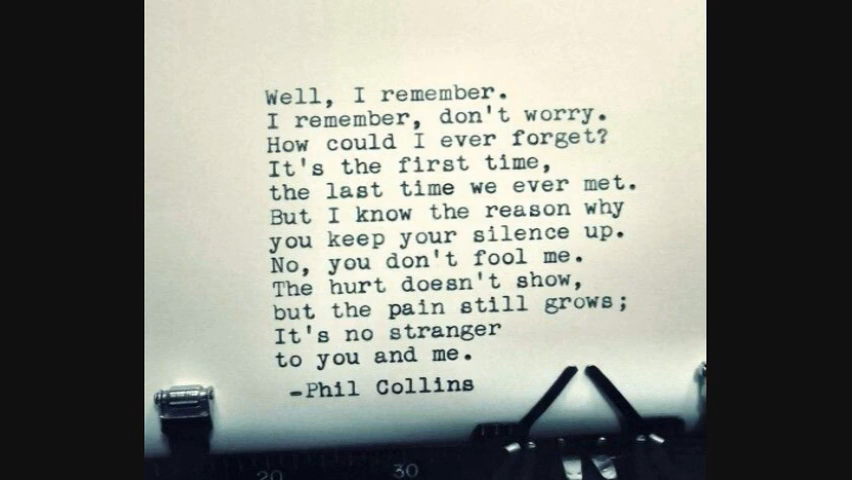 Well, I remember.
I remember, don't worry.
How could I ever forget?
It's the first time,
the last time we ever met.
But I know the reason why
you keep your silence up.
No, you don't fool me.
The hurt doesn't show,
but the pain still grows;
It's no stranger
to you and me.
-Phil Collins
20 30